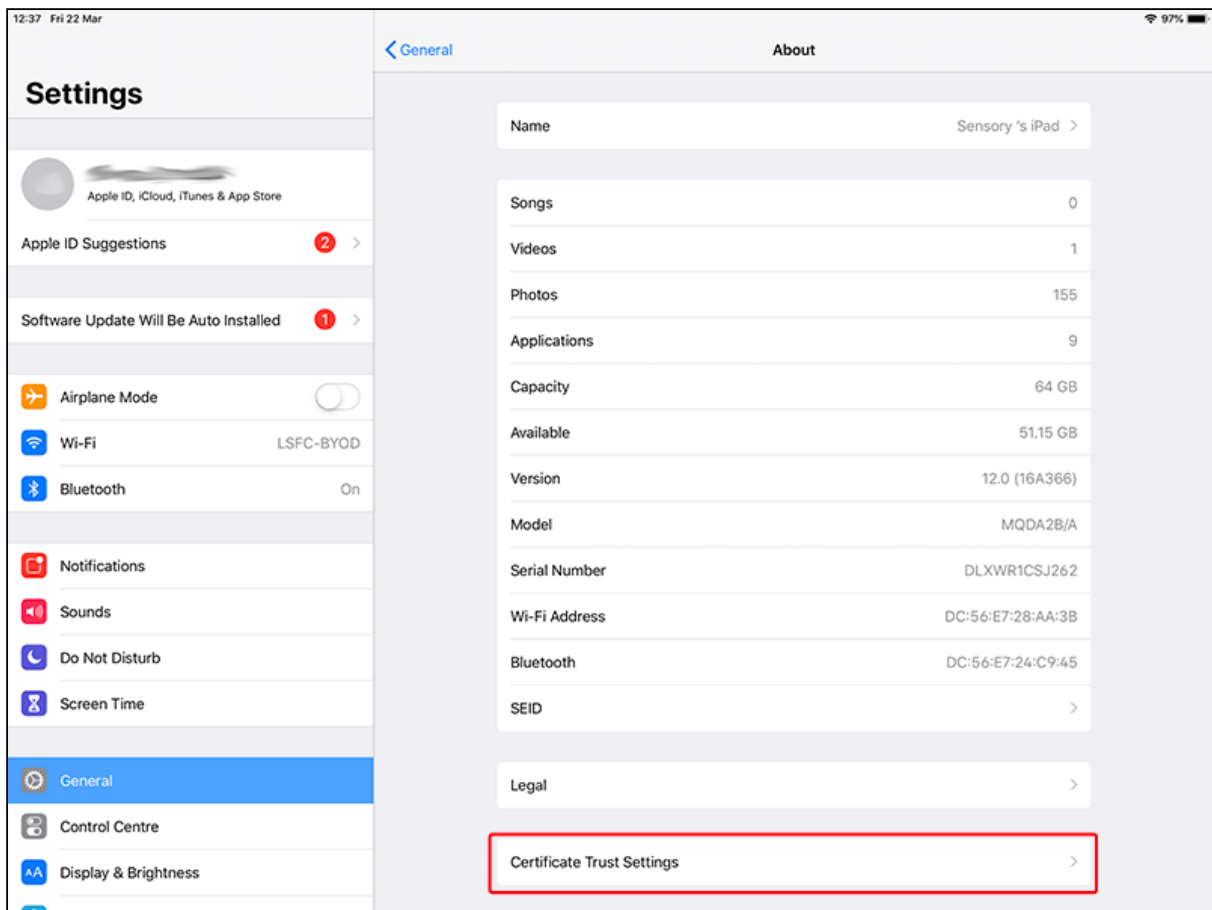 12:37 Fri 22 Mar
97%
Settings
Apple ID, iCloud, iTunes & App Store
Apple ID Suggestions 2
Software Update Will Be Auto Installed 1
Airplane Mode
Wi-Fi LSFC-BYOD
Bluetooth On
Notifications
Sounds
Do Not Disturb
Screen Time
General
Control Centre
AA Display & Brightness
General About
Name Sensory 's iPad
Songs 0
Videos 1
Photos 155
Applications 9
Capacity 64 GB
Available 51.15 GB
Version 12.0 (16A366)
Model MQDA2B/A
Serial Number DLXWR1CSJ262
Wi-Fi Address DC:56:E7:28:AA:3B
Bluetooth DC:56:E7:24:C9:45
SEID
Legal
Certificate Trust Settings